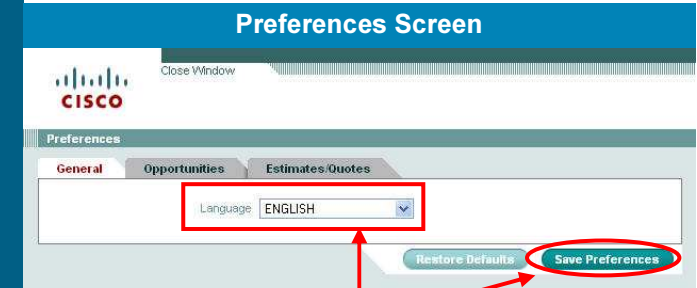 Preferences Screen
Close Window
CISCO
Preferences
General Opportunities Estimates/Quotes
Language ENGLISH
Restore Defaults Save Preferences